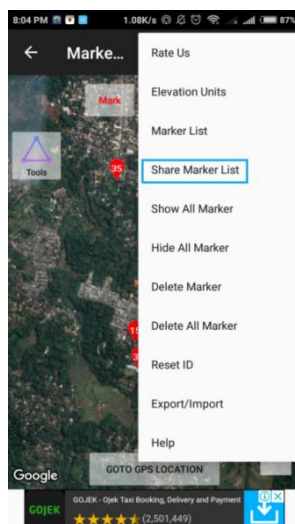 8:04 PM 1.08K/s 87%
Marke...
Mark
Tools
35
Rate Us
Elevation Units
Marker List
Share Marker List
Show All Marker
Hide All Marker
Delete Marker
Delete All Marker
Reset ID
Export/Import
Help
Google
GOTO GPS LOCATION
GOJEK
GOJEK - Ojek Taxi Booking, Delivery and Payment
(2,501,449)